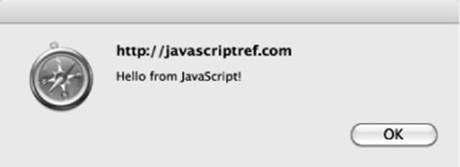 http://javascriptref.com
Hello from JavaScript!
OK